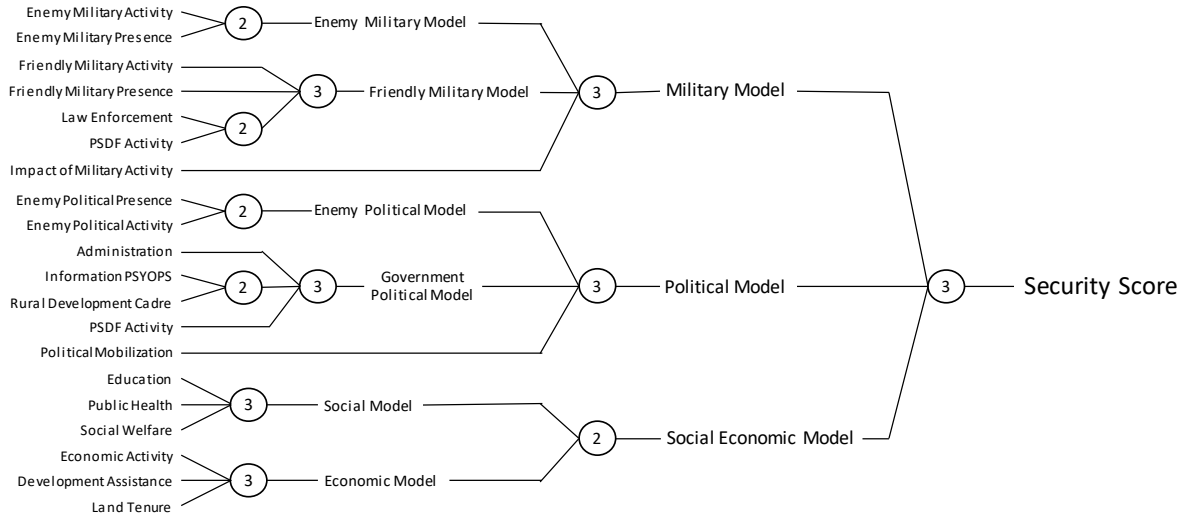 Enemy Military Activity
Enemy Military Presence
2
Enemy Military Model
Friendly Military Activity
Friendly Military Presence
Law Enforcement
PSDF Activity
2
3
Friendly Military Model
Impact of Military Activity
3
Military Model
Enemy Political Presence
Enemy Political Activity
2
Enemy Political Model
Administration
Information PSYOPS
Rural Development Cadre
2
PSDF Activity
3
Government
Political Model
Political Mobilization
3
Political Model
Education
Public Health
Social Welfare
3
Social Model
Economic Activity
Development Assistance
Land Tenure
3
Economic Model
2
Social Economic Model
3
Security Score